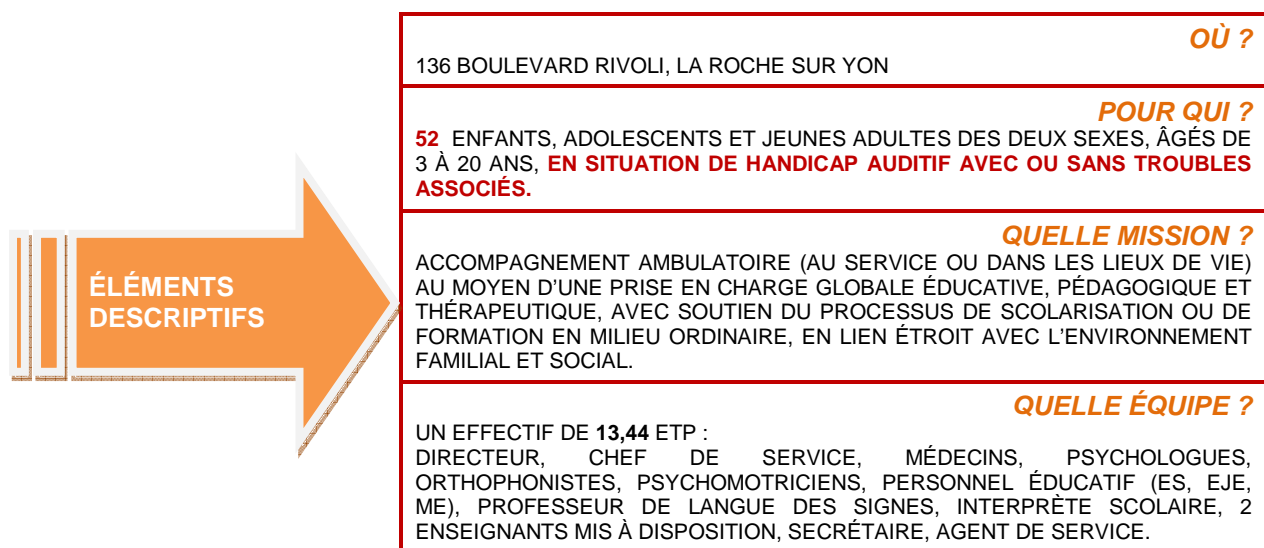 ÉLÉMENTS
DESCRIPTIFS
OÙ ?
136 BOULEVARD RIVOLI, LA ROCHE SUR YON
POUR QUI ?
52 ENFANTS, ADOLESCENTS ET JEUNES ADULTES DES DEUX SEXES, ÂGÉS DE
3 À 20 ANS, EN SITUATION DE HANDICAP AUDITIF AVEC OU SANS TROUBLES
ASSOCIÉS.
QUELLE MISSION ?
ACCOMPAGNEMENT AMBULATOIRE (AU SERVICE OU DANS LES LIEUX DE VIE)
AU MOYEN D'UNE PRISE EN CHARGE GLOBALE ÉDUCATIVE, PÉDAGOGIQUE ET
THÉRAPEUTIQUE, AVEC SOUTIEN DU PROCESSUS DE SCOLARISATION OU DE
FORMATION EN MILIEU ORDINAIRE, EN LIEN ÉTROIT AVEC L'ENVIRONNEMENT
FAMILIAL ET SOCIAL.
QUELLE ÉQUIPE ?
UN EFFECTIF DE 13,44 ETP :
DIRECTEUR, CHEF DE SERVICE, MÉDECINS, PSYCHOLOGUES,
ORTHOPHONISTES, PSYCHOMOTRICIENS, PERSONNEL ÉDUCATIF (ES, EJE,
ME), PROFESSEUR DE LANGUE DES SIGNES, INTERPRÈTE SCOLAIRE, 2
ENSEIGNANTS MIS À DISPOSITION, SECRÉTAIRE, AGENT DE SERVICE.